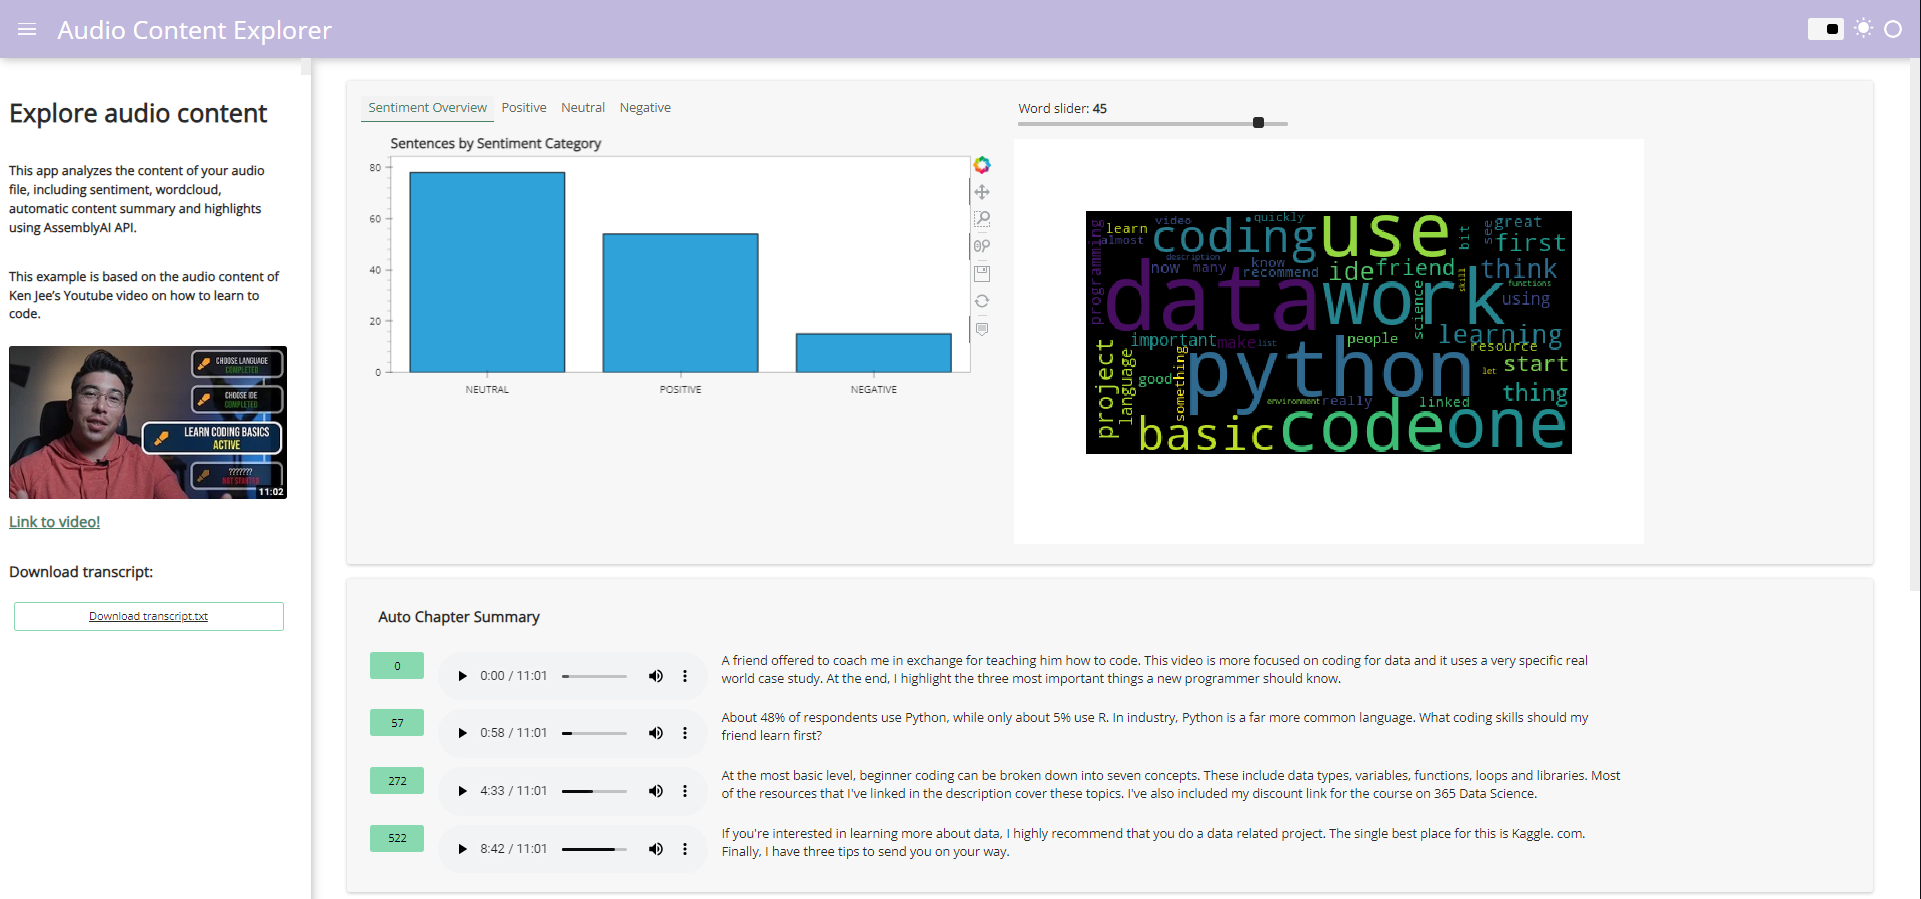 Audio Content Explorer
Explore audio content
This app analyzes the content of your audio
file, including sentiment, wordcloud,
automatic content summary and highlights
using AssemblyAI API.
This example is based on the audio content of
Ken Jee's Youtube video on how to learn to
code.
CHOOSE LANGUAGE
COMPLETED
CHOOSE IDE
COMPLETED
LEARN CODING BASICS
ACTIVE
???????
NOT STARTED
11:02
Link to video!
Download transcript:
Download transcript.txt
Sentiment Overview Positive Neutral Negative
Sentences by Sentiment Category
80
60
40
20
0
NEUTRAL POSITIVE NEGATIVE
Word slider: 45
programming
learn
almost
video
coding
quickly
use
bit
see
great
first
description
now
many
know
recommend
ide
friend
skill
think
functions
using
data
work
science
learning
important
make
list
people
resource
project
language
good
something
python
let
start
thing
environment
really
linked
basic
code
one
Auto Chapter Summary
0
0:00 / 11:01
A friend offered to coach me in exchange for teaching him how to code. This video is more focused on coding for data and it uses a very specific real
world case study. At the end, I highlight the three most important things a new programmer should know.
57
0:58 / 11:01
About 48% of respondents use Python, while only about 5% use R. In industry, Python is a far more common language. What coding skills should my
friend learn first?
272
4:33 / 11:01
At the most basic level, beginner coding can be broken down into seven concepts. These include data types, variables, functions, loops and libraries. Most
of the resources that I've linked in the description cover these topics. I've also included my discount link for the course on 365 Data Science.
522
8:42 / 11:01
If you're interested in learning more about data, I highly recommend that you do a data related project. The single best place for this is Kaggle. com.
Finally, I have three tips to send you on your way.